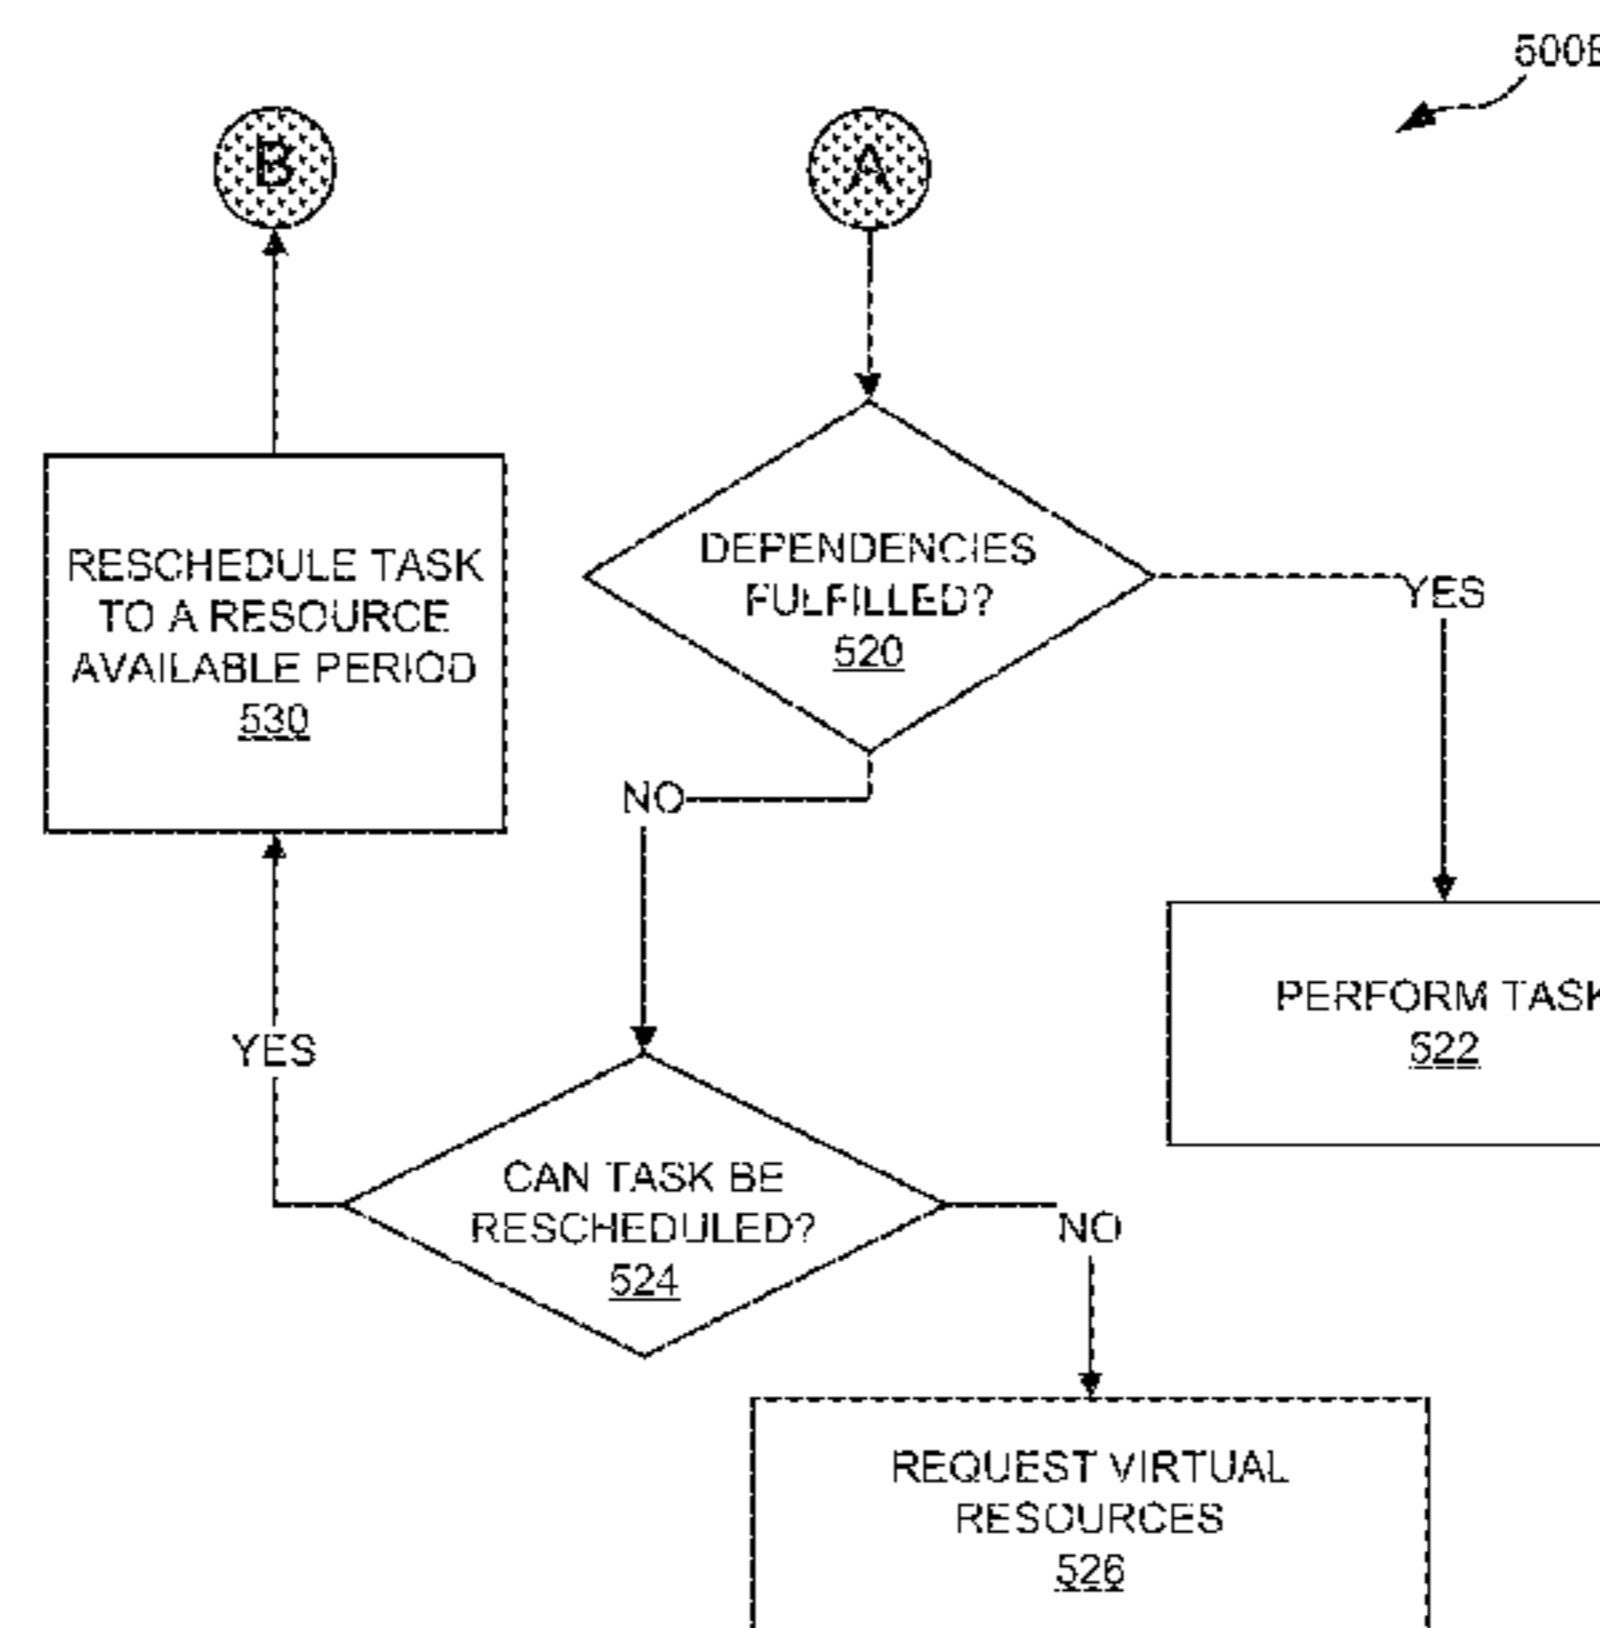 500B
B
A
RESCHEDULE TASK
TO A RESOURCE
AVAILABLE PERIOD
530
DEPENDENCIES
FULFILLED?
520
YES
NO
PERFORM TASK
522
YES
CAN TASK BE
RESCHEDULED?
524
NO
REQUEST VIRTUAL
RESOURCES
526